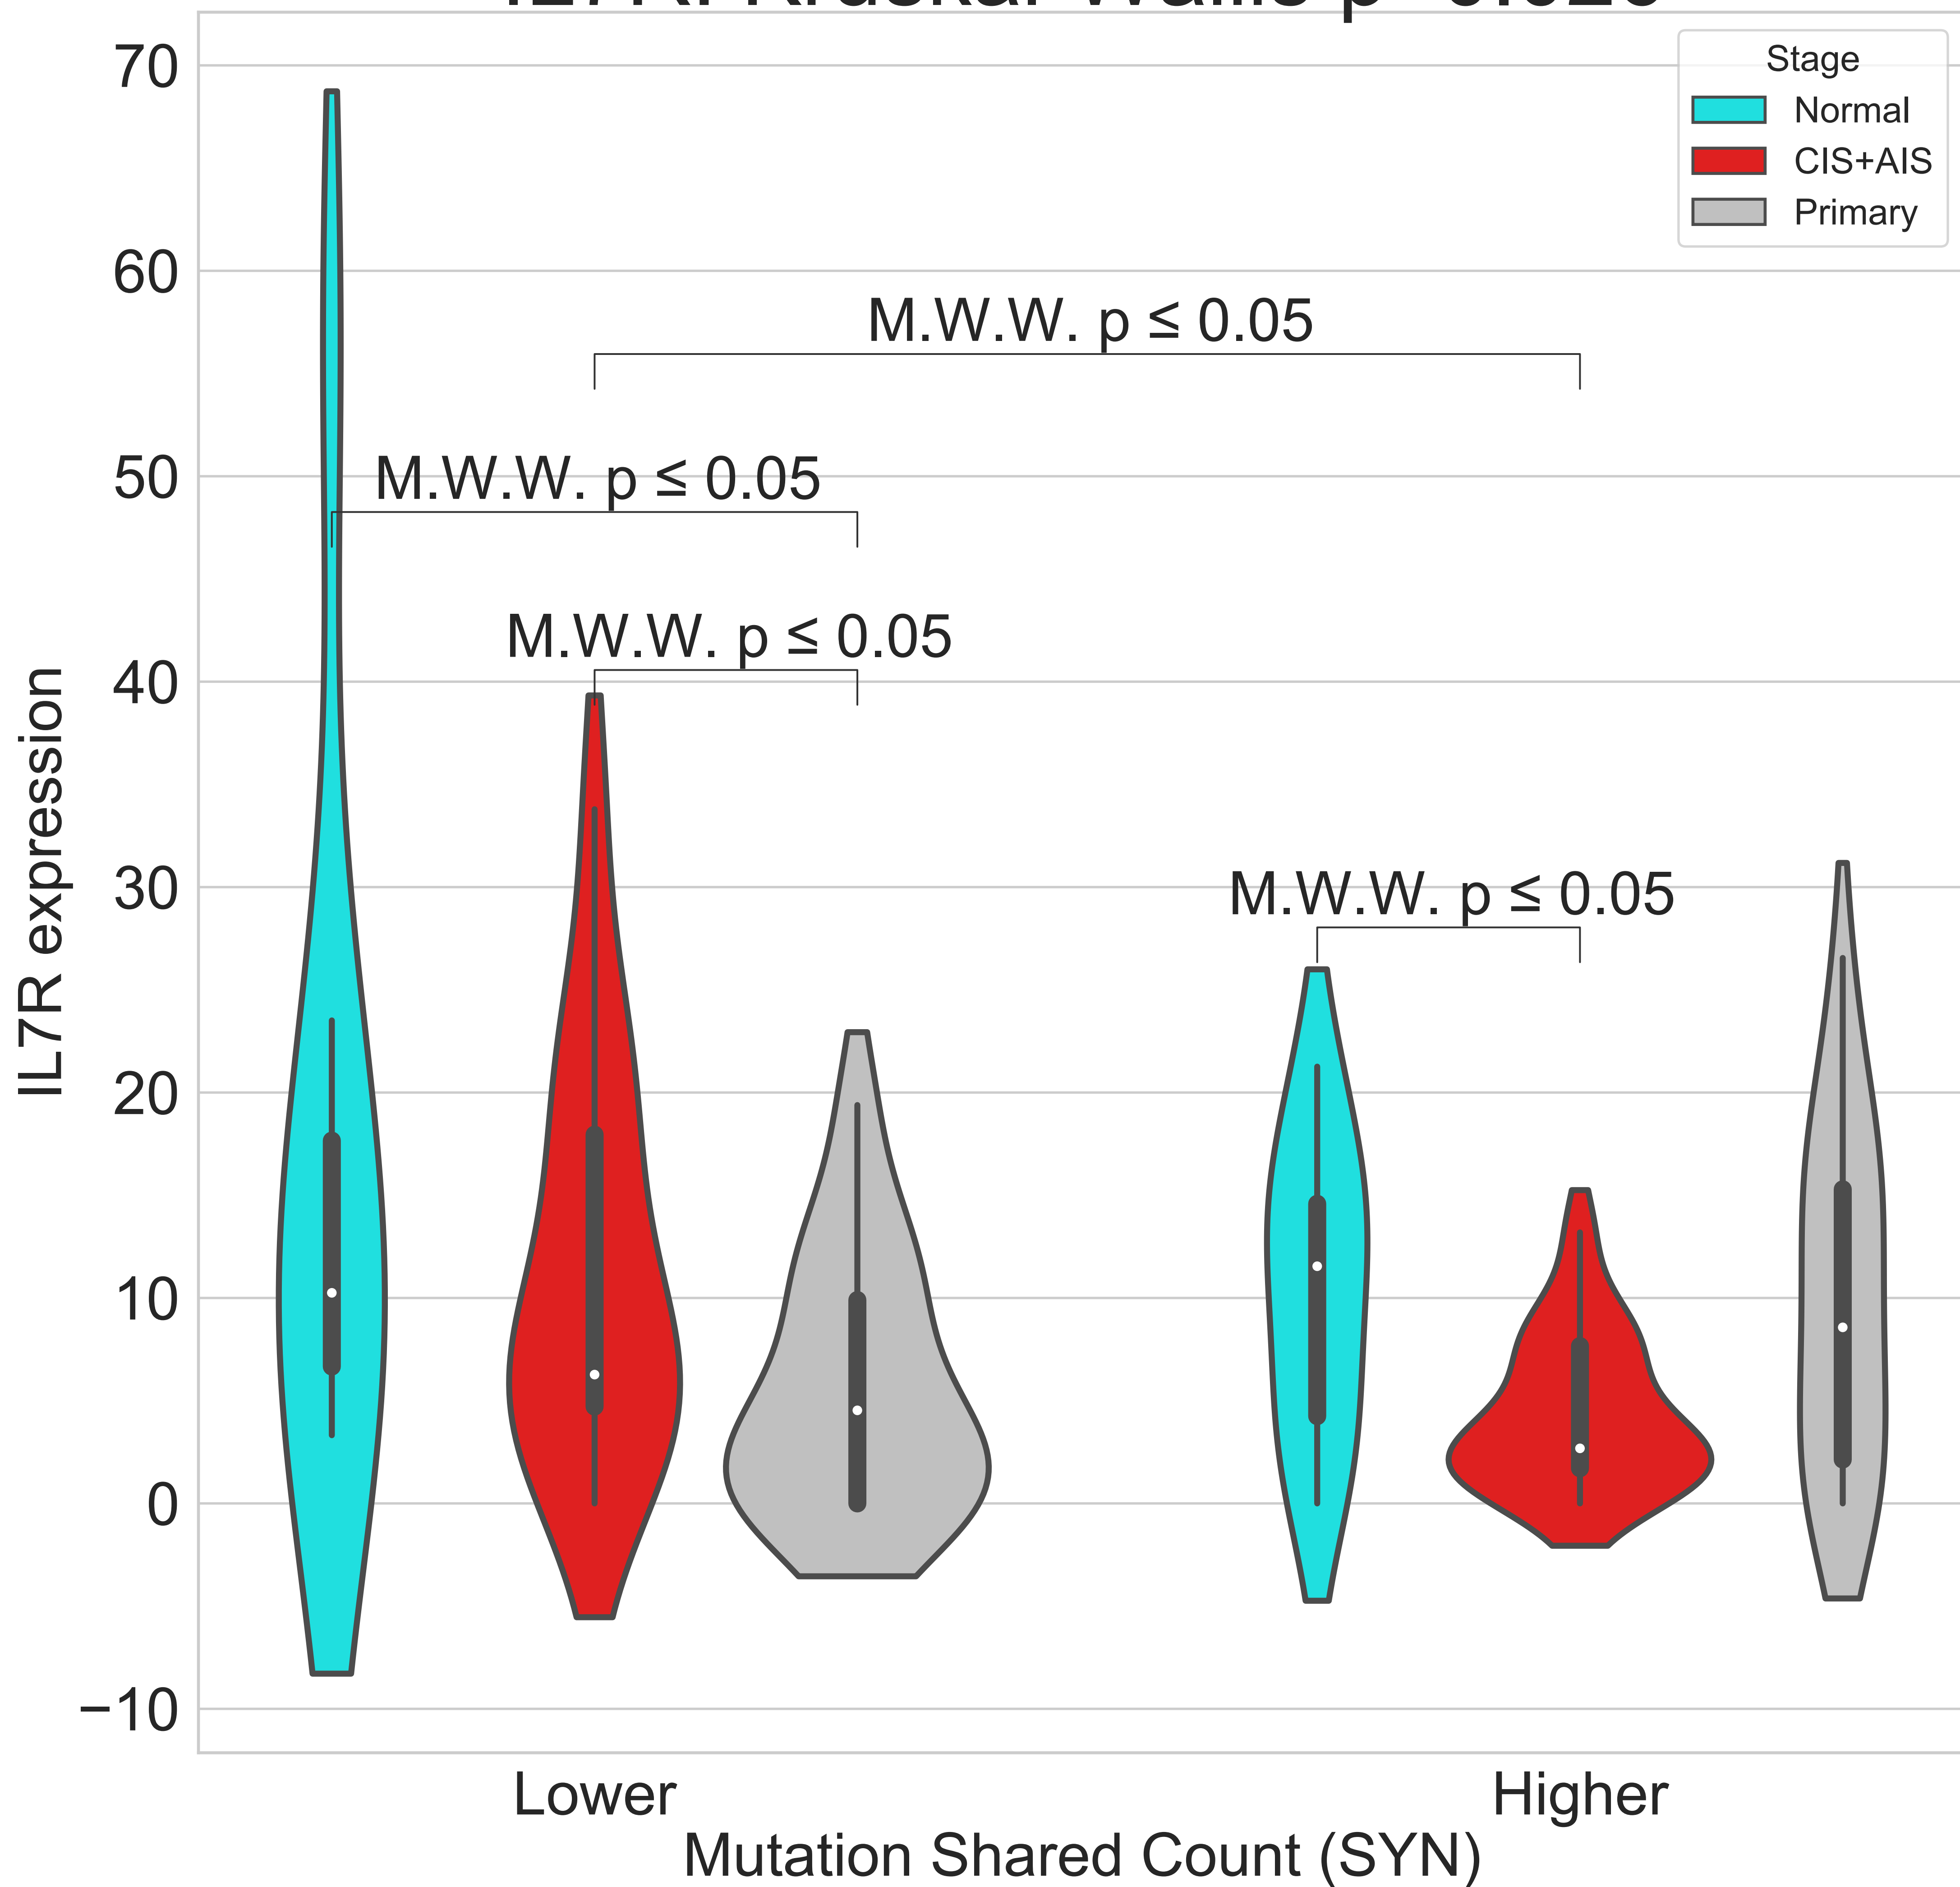 70
60
50
40
30
20
10
0
−10
IL7R expression
Stage
Normal
CIS+AIS
Primary
M.W.W. p ≤ 0.05
M.W.W. p ≤ 0.05
M.W.W. p ≤ 0.05
M.W.W. p ≤ 0.05
Lower
Higher
Mutation Shared Count (SYN)